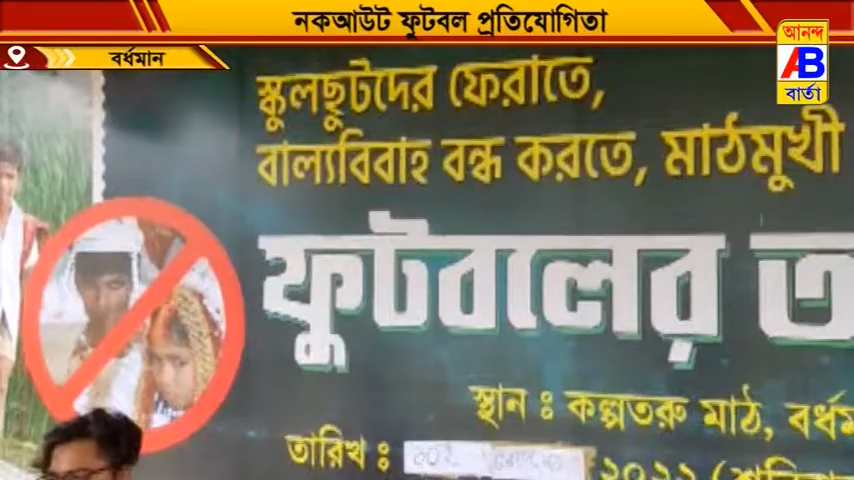 নকআউট ফুটবল প্রতিযোগিতা
বর্ধমান
আনন্দ
AB
বার্তা
স্কুলছুটদের ফেরাতে,
বাল্যবিবাহ বন্ধ করতে, মাঠমুখী
ফুটবলের
স্থান : কল্পতরু মাঠ, বর্ধম
তারিখ :